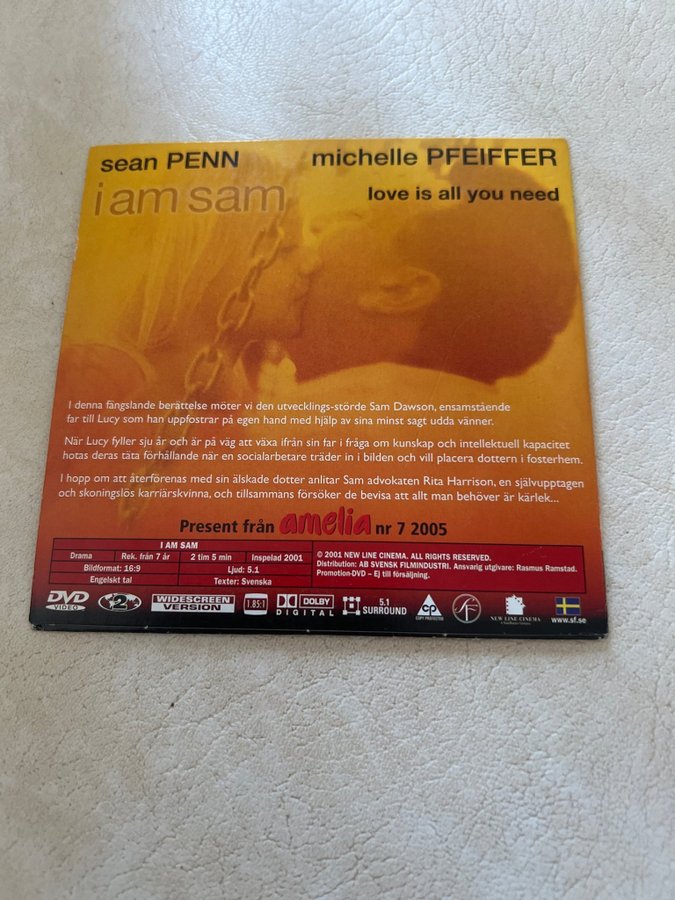 sean PENN michelle PFEIFFER
i am sam love is all you need
I denna fängslande berättelse möter vi den utvecklings-störde Sam Dawson, ensamstående
far till Lucy som han uppfostrar på egen hand med hjälp av sina minst sagt udda vänner.
När Lucy fyller sju år och är på väg att växa ifrån sin far i fråga om kunskap och intellektuell kapacitet
hotas deras täta förhållande när en socialarbetare träder in i bilden och vill placera dottern i fosterhem.
I hopp om att återförenas med sin älskade dotter anlitar Sam advokaten Rita Harrison, en självupptagen
och skoningslös karriärskvinna, och tillsammans försöker de bevisa att allt man behöver är kärlek...
Present från amelia nr 7 2005
I AM SAM
Drama Rek. från 7 år 2 tim 5 min Inspelad 2001
Bildformat: 16:9 Ljud: 5.1
Engelskt tal Texter: Svenska
© 2001 NEW LINE CINEMA. ALL RIGHTS RESERVED.
Distribution: AB SVENSK FILMINDUSTRI. Ansvarig utgivare: Rasmus Ramstad.
Promotion-DVD – Ej till försäljning.
DVD VIDEO 2 WIDESCREEN VERSION 1.85:1 DOLBY DIGITAL 5.1 SURROUND CP COPY PROTECTED SF NEW LINE CINEMA www.sf.se